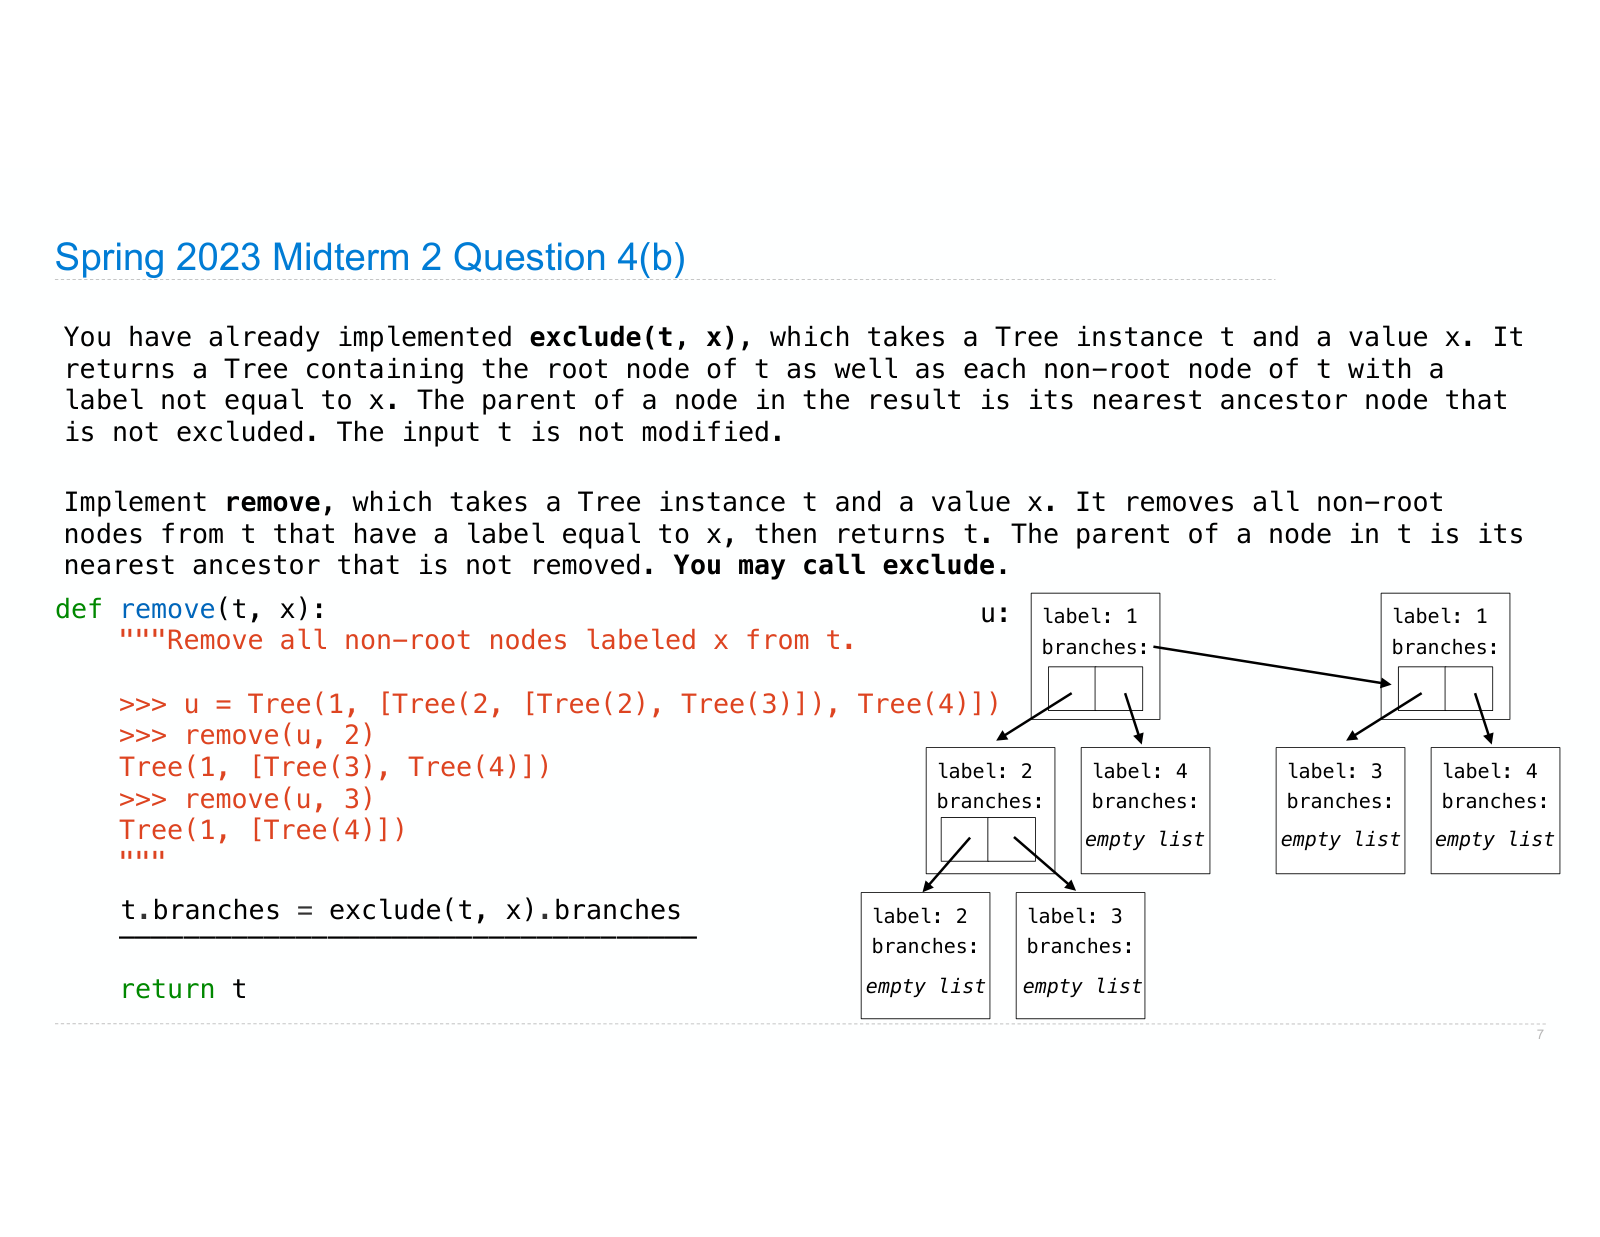 Spring 2023 Midterm 2 Question 4(b)
You have already implemented exclude(t, x), which takes a Tree instance t and a value x. It
returns a Tree containing the root node of t as well as each non-root node of t with a
label not equal to x. The parent of a node in the result is its nearest ancestor node that
is not excluded. The input t is not modified.
Implement remove, which takes a Tree instance t and a value x. It removes all non-root
nodes from t that have a label equal to x, then returns t. The parent of a node in t is its
nearest ancestor that is not removed. You may call exclude.
def remove(t, x):
"""Remove all non-root nodes labeled x from t.
>>> u = Tree(1, [Tree(2, [Tree(2), Tree(3)]), Tree(4)])
>>> remove(u, 2)
Tree(1, [Tree(3), Tree(4)])
>>> remove(u, 3)
Tree(1, [Tree(4)])
"""
t.branches = exclude(t, x).branches
return t
u:
label: 1
branches:
label: 1
branches:
label: 2
branches:
label: 4
branches:
empty list
label: 3
branches:
empty list
label: 4
branches:
empty list
label: 2
branches:
empty list
label: 3
branches:
empty list
7